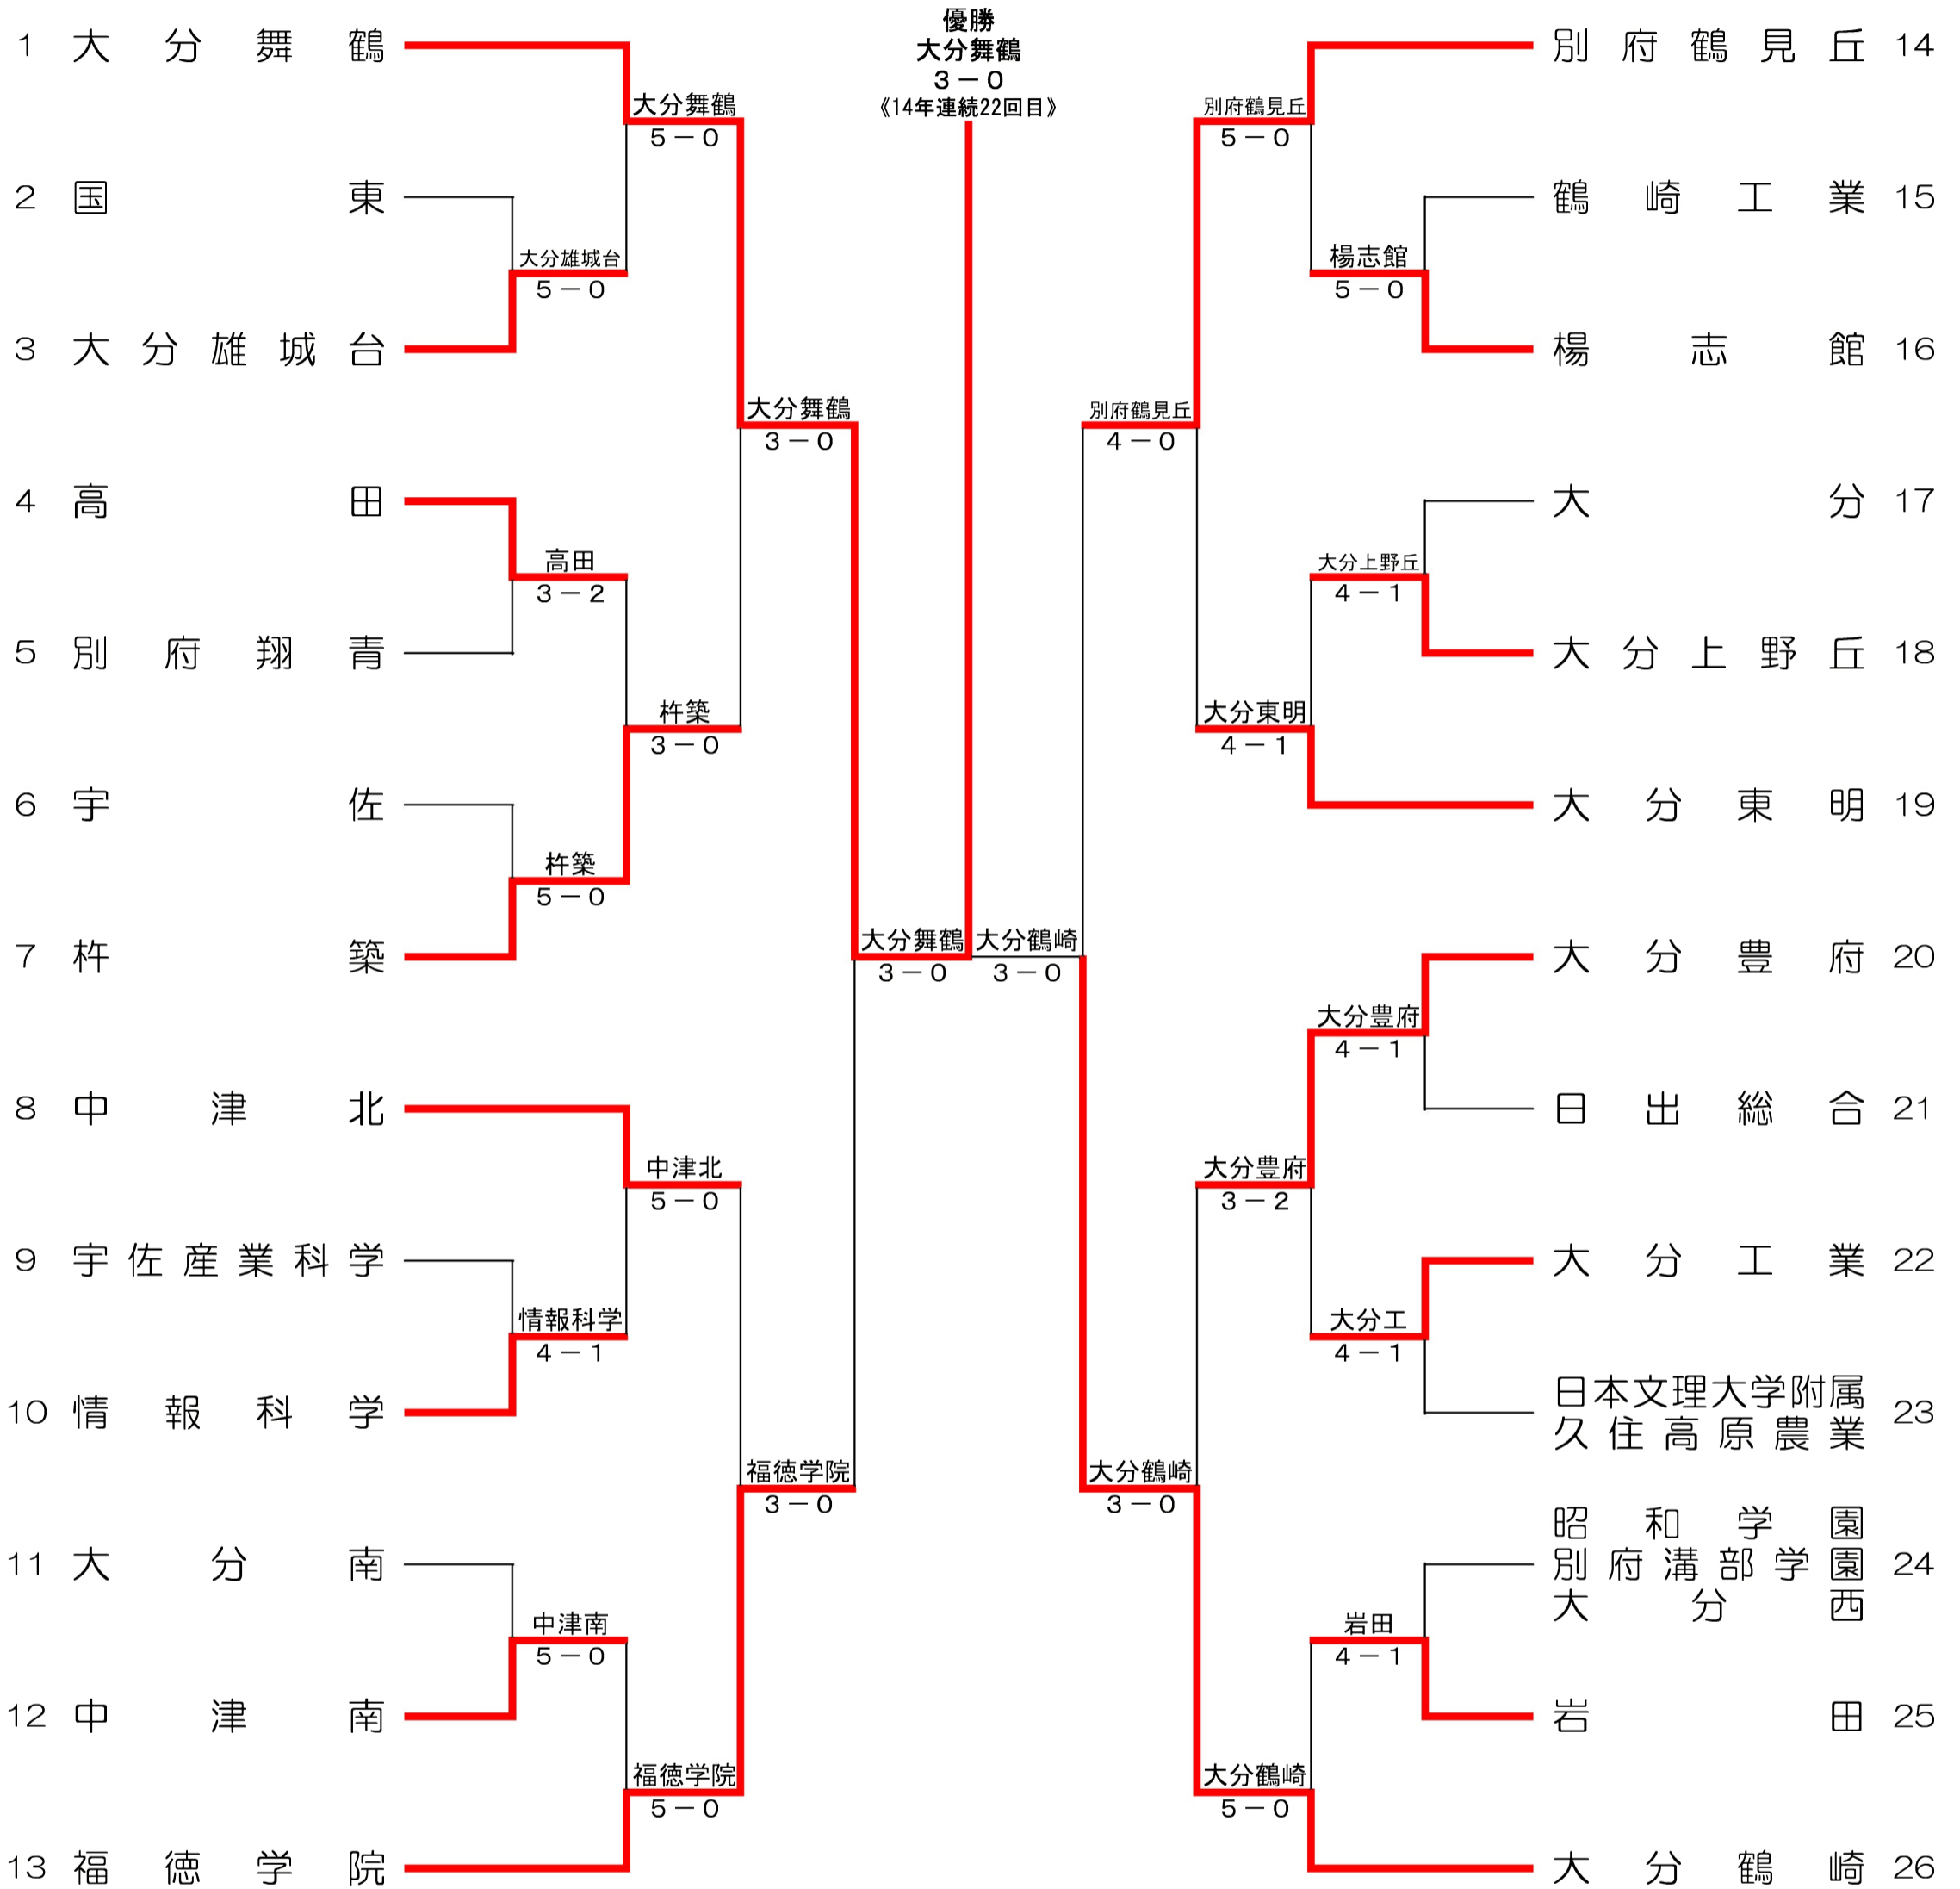 優勝
大分舞鶴
3－0
《14年連続22回目》
1 大分舞鶴
2 国東
3 大分雄城台
4 高田
5 別府翔青
6 宇佐
7 杵築
8 中津北
9 宇佐産業科学
10 情報科学
11 大分南
12 中津南
13 福徳学院
大分雄城台
5－0
高田
3－2
杵築
5－0
情報科学
4－1
中津南
5－0
大分舞鶴
5－0
杵築
3－0
中津北
5－0
福徳学院
5－0
大分舞鶴
3－0
福徳学院
3－0
大分舞鶴
3－0
大分鶴崎
3－0
別府鶴見丘
4－0
大分鶴崎
3－0
別府鶴見丘
5－0
大分東明
4－1
大分豊府
3－2
大分鶴崎
5－0
楊志館
5－0
大分上野丘
4－1
大分豊府
4－1
大分工
4－1
岩田
4－1
別府鶴見丘 14
鶴崎工業 15
楊志館 16
大分 17
大分上野丘 18
大分東明 19
大分豊府 20
日出総合 21
大分工業 22
日本文理大学附属
久住高原農業 23
昭和学園
別府溝部学園 24
大分西
岩田 25
大分鶴崎 26